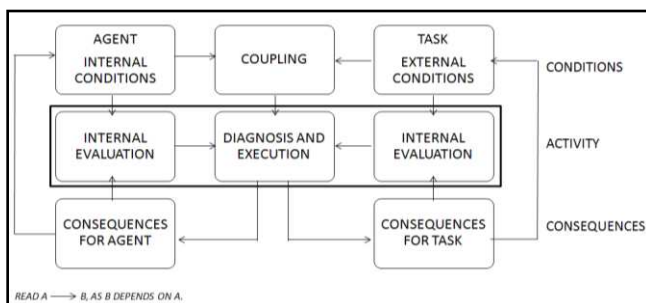 AGENT
INTERNAL
CONDITIONS
COUPLING
TASK
EXTERNAL
CONDITIONS
CONDITIONS
INTERNAL
EVALUATION
DIAGNOSIS AND
EXECUTION
INTERNAL
EVALUATION
ACTIVITY
CONSEQUENCES
FOR AGENT
CONSEQUENCES
FOR TASK
CONSEQUENCES
READ A ⟶ B, AS B DEPENDS ON A.